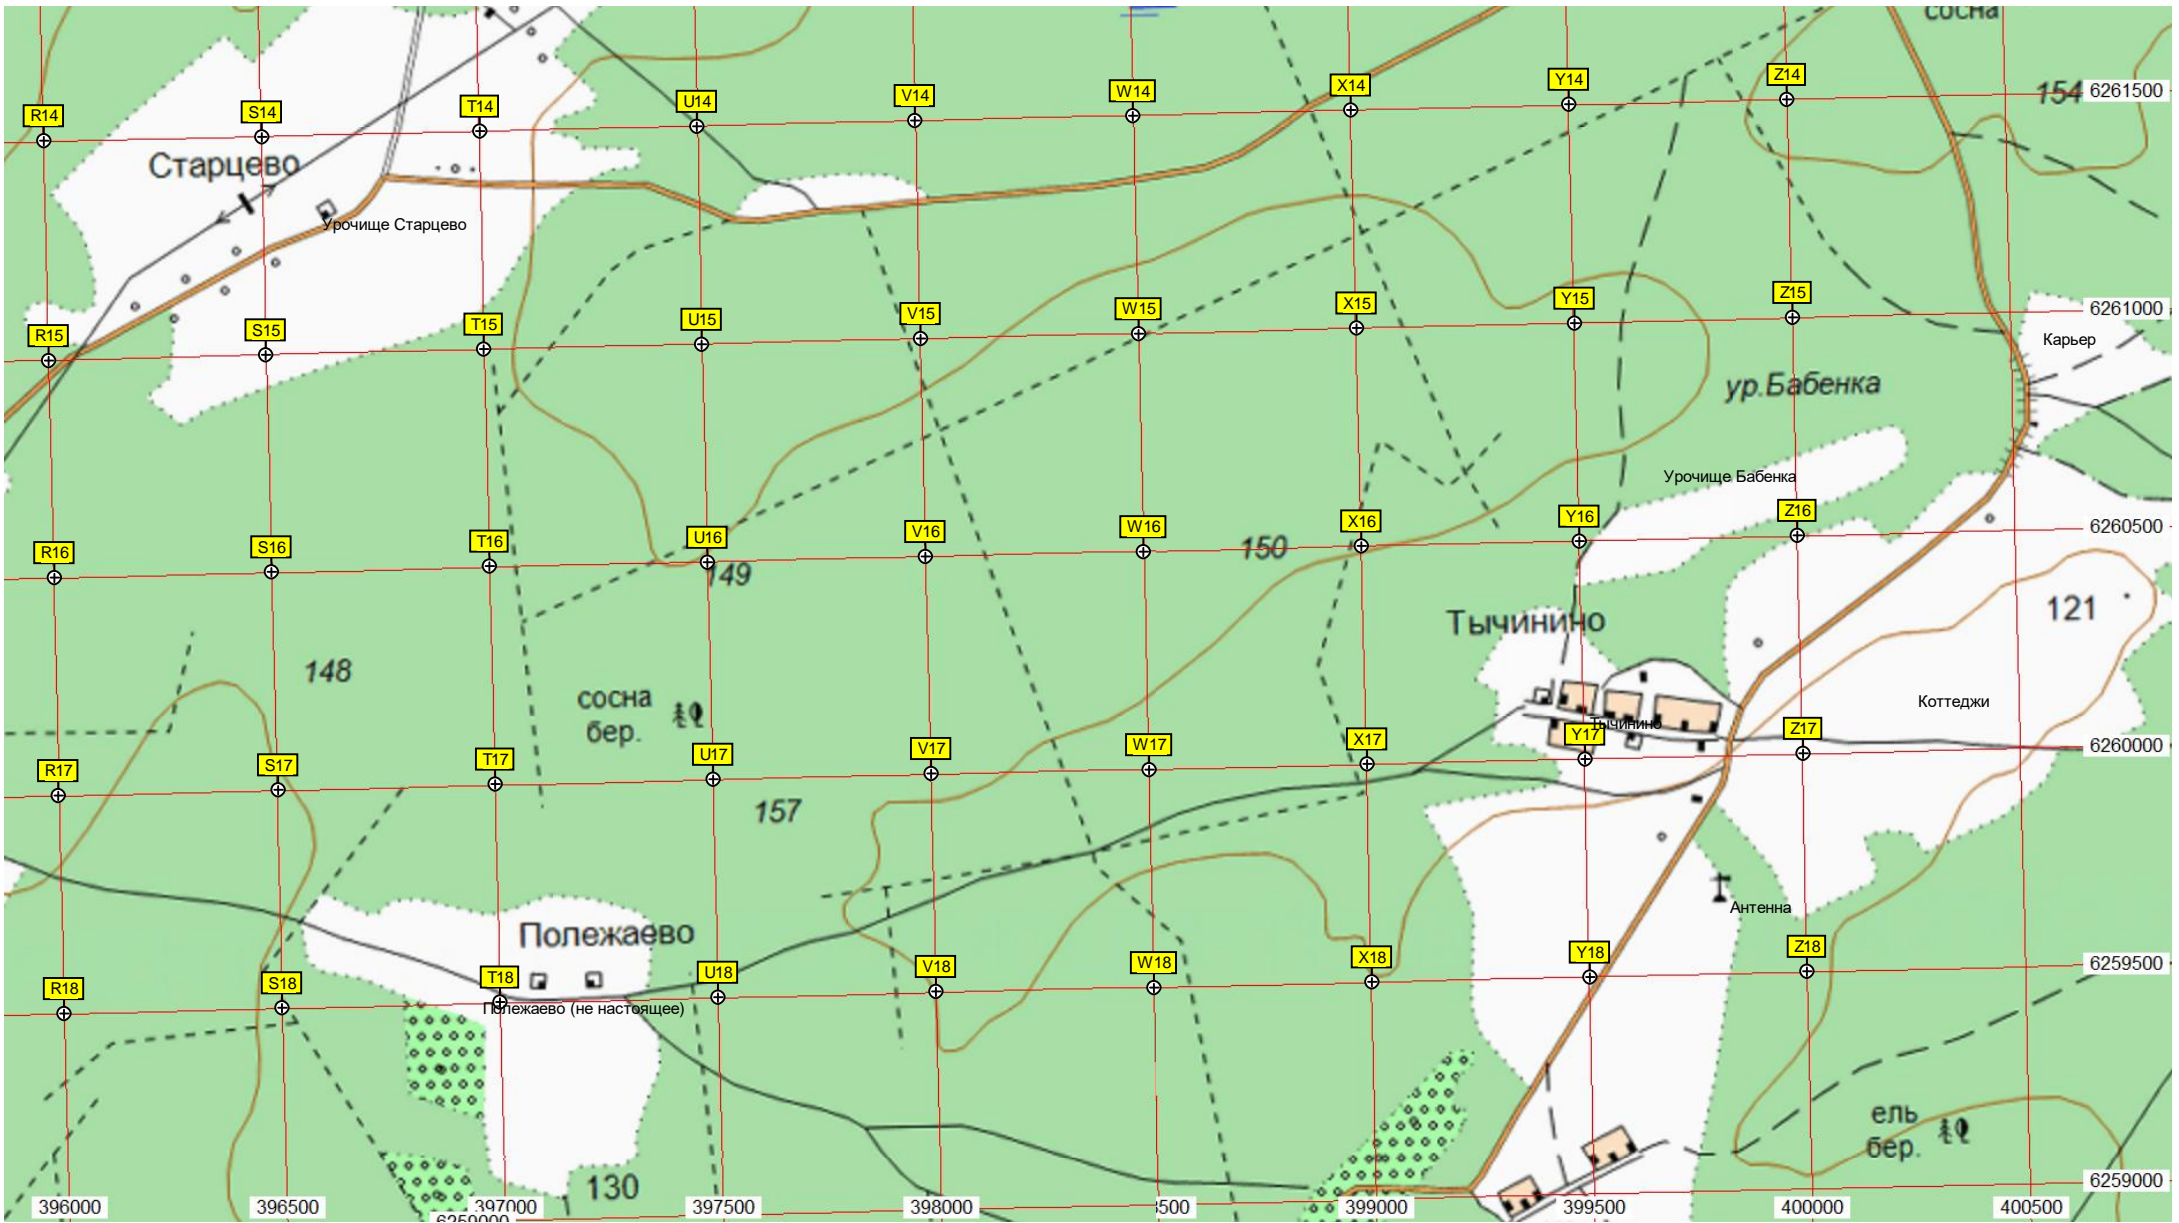 сосна
R14
S14
T14
U14
V14
W14
X14
Y14
Z14
154
6261500
Старцево
Урочище Старцево
R15
S15
T15
U15
V15
W15
X15
Y15
Z15
6261000
Карьер
ур.Бабенка
Урочище Бабенка
R16
S16
T16
U16
V16
W16
X16
Y16
Z16
6260500
149
150
Тычинино
121
148
сосна
бер.
Коттеджи
Тычинино
R17
S17
T17
U17
V17
W17
X17
Y17
Z17
6260000
157
Антенна
Полежаево
R18
S18
T18
U18
V18
W18
X18
Y18
Z18
6259500
Полежаево (не настоящее)
ель
бер.
130
6259000
396000
396500
397000
397500
398000
8500
399000
399500
400000
400500
6259000